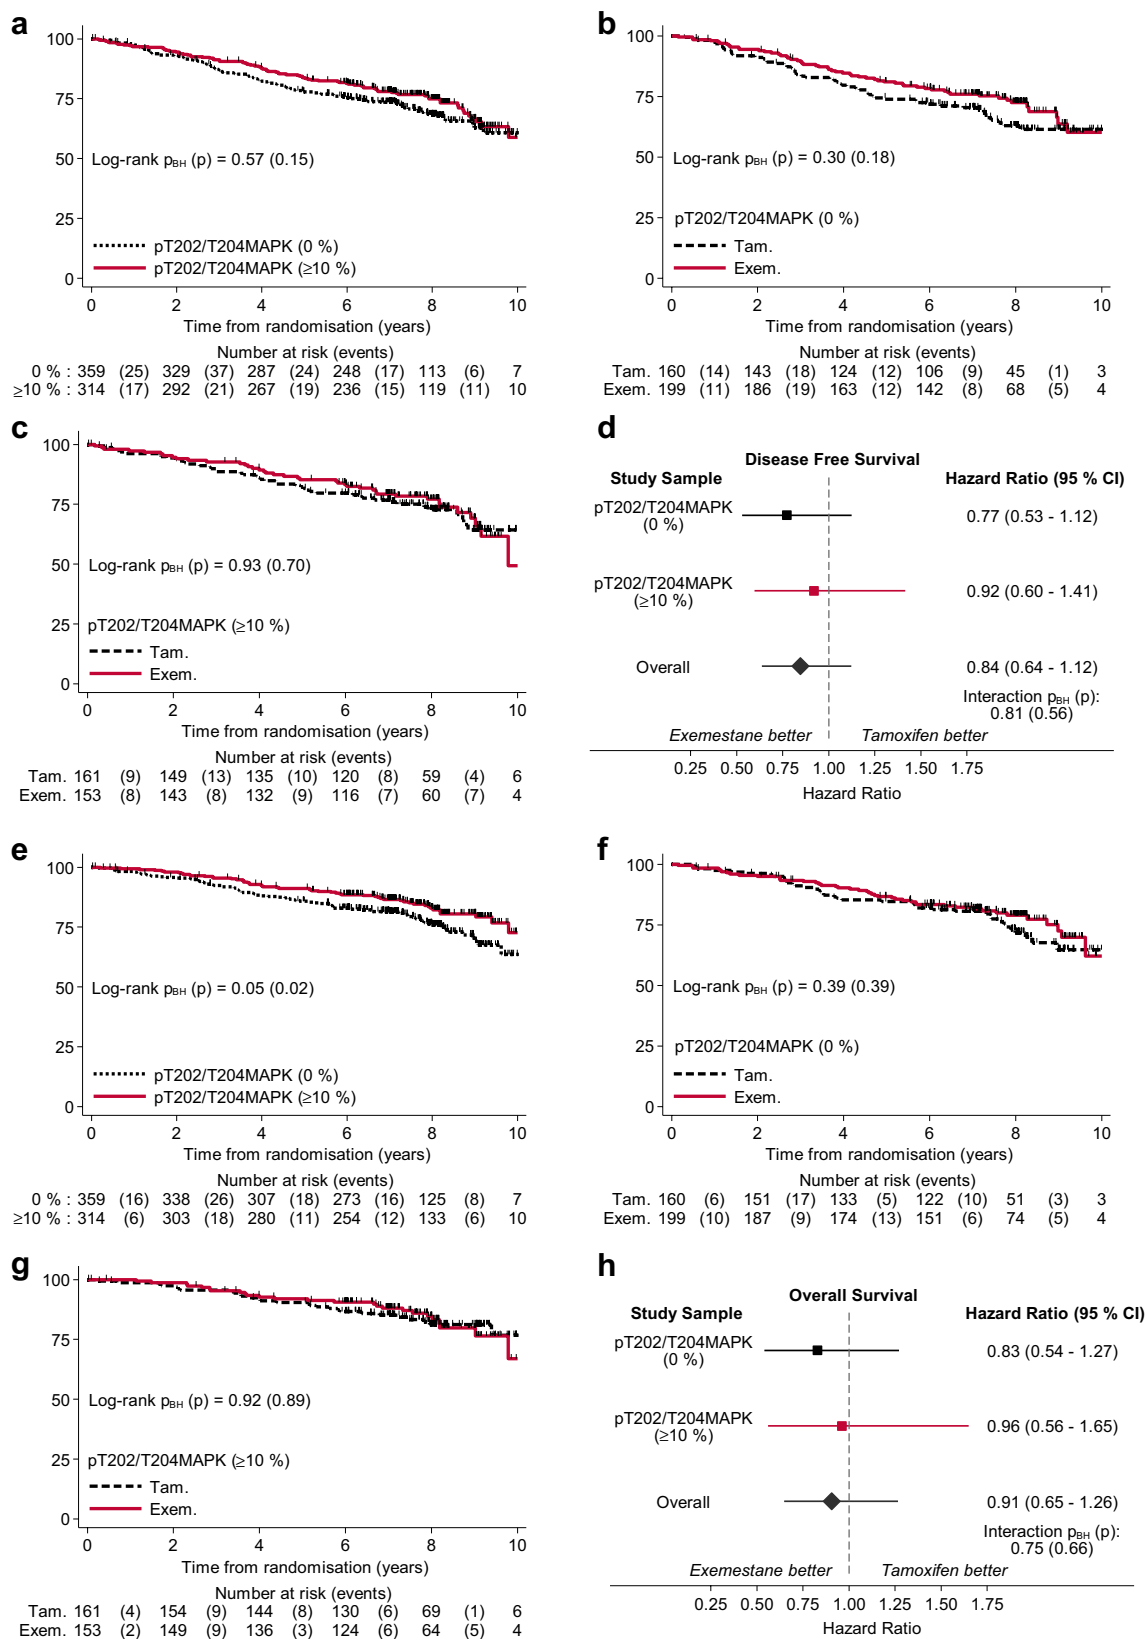 a
100
75
50
25
0
Log-rank pBH (p) = 0.57 (0.15)
pT202/T204MAPK (0 %)
pT202/T204MAPK (≥10 %)
0 2 4 6 8 10
Time from randomisation (years)
Number at risk (events)
0 % : 359 (25) 329 (37) 287 (24) 248 (17) 113 (6) 7
≥10 % : 314 (17) 292 (21) 267 (19) 236 (15) 119 (11) 10
b
100
75
50
25
0
Log-rank pBH (p) = 0.30 (0.18)
pT202/T204MAPK (0 %)
Tam.
Exem.
0 2 4 6 8 10
Time from randomisation (years)
Number at risk (events)
Tam. 160 (14) 143 (18) 124 (12) 106 (9) 45 (1) 3
Exem. 199 (11) 186 (19) 163 (12) 142 (8) 68 (5) 4
c
100
75
50
25
0
Log-rank pBH (p) = 0.93 (0.70)
pT202/T204MAPK (≥10 %)
Tam.
Exem.
0 2 4 6 8 10
Time from randomisation (years)
Number at risk (events)
Tam. 161 (9) 149 (13) 135 (10) 120 (8) 59 (4) 6
Exem. 153 (8) 143 (8) 132 (9) 116 (7) 60 (7) 4
d
Disease Free Survival
Study Sample Hazard Ratio (95 % CI)
pT202/T204MAPK
(0 %)
0.77 (0.53 - 1.12)
pT202/T204MAPK
(≥10 %)
0.92 (0.60 - 1.41)
Overall 0.84 (0.64 - 1.12)
Interaction pBH (p):
0.81 (0.56)
Exemestane better Tamoxifen better
0.25 0.50 0.75 1.00 1.25 1.50 1.75
Hazard Ratio
e
100
75
50
25
0
Log-rank pBH (p) = 0.05 (0.02)
pT202/T204MAPK (0 %)
pT202/T204MAPK (≥10 %)
0 2 4 6 8 10
Time from randomisation (years)
Number at risk (events)
0 % : 359 (16) 338 (26) 307 (18) 273 (16) 125 (8) 7
≥10 % : 314 (6) 303 (18) 280 (11) 254 (12) 133 (6) 10
f
100
75
50
25
0
Log-rank pBH (p) = 0.39 (0.39)
pT202/T204MAPK (0 %)
Tam.
Exem.
0 2 4 6 8 10
Time from randomisation (years)
Number at risk (events)
Tam. 160 (6) 151 (17) 133 (5) 122 (10) 51 (3) 3
Exem. 199 (10) 187 (9) 174 (13) 151 (6) 74 (5) 4
g
100
75
50
25
0
Log-rank pBH (p) = 0.92 (0.89)
pT202/T204MAPK (≥10 %)
Tam.
Exem.
0 2 4 6 8 10
Time from randomisation (years)
Number at risk (events)
Tam. 161 (4) 154 (9) 144 (8) 130 (6) 69 (1) 6
Exem. 153 (2) 149 (9) 136 (3) 124 (6) 64 (5) 4
h
Overall Survival
Study Sample Hazard Ratio (95 % CI)
pT202/T204MAPK
(0 %)
0.83 (0.54 - 1.27)
pT202/T204MAPK
(≥10 %)
0.96 (0.56 - 1.65)
Overall 0.91 (0.65 - 1.26)
Interaction pBH (p):
0.75 (0.66)
Exemestane better Tamoxifen better
0.25 0.50 0.75 1.00 1.25 1.50 1.75
Hazard Ratio